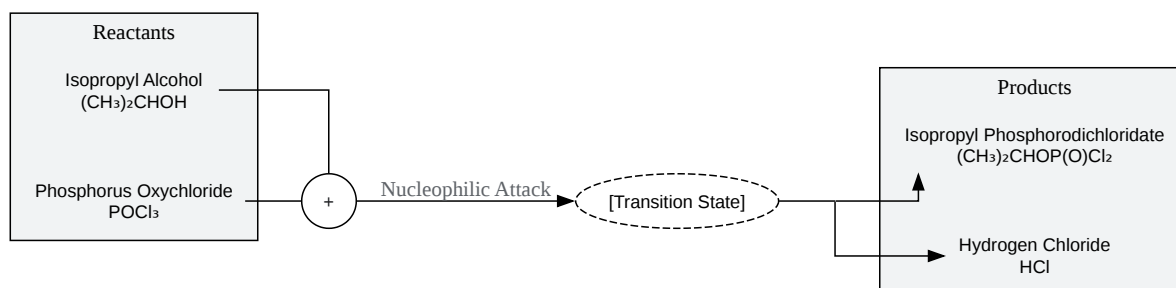 Reactants
Isopropyl Alcohol
(CH₃)₂CHOH
Phosphorus Oxychloride
POCl₃
+
Nucleophilic Attack
[Transition State]
Products
Isopropyl Phosphorodichloridate
(CH₃)₂CHOP(O)Cl₂
Hydrogen Chloride
HCl